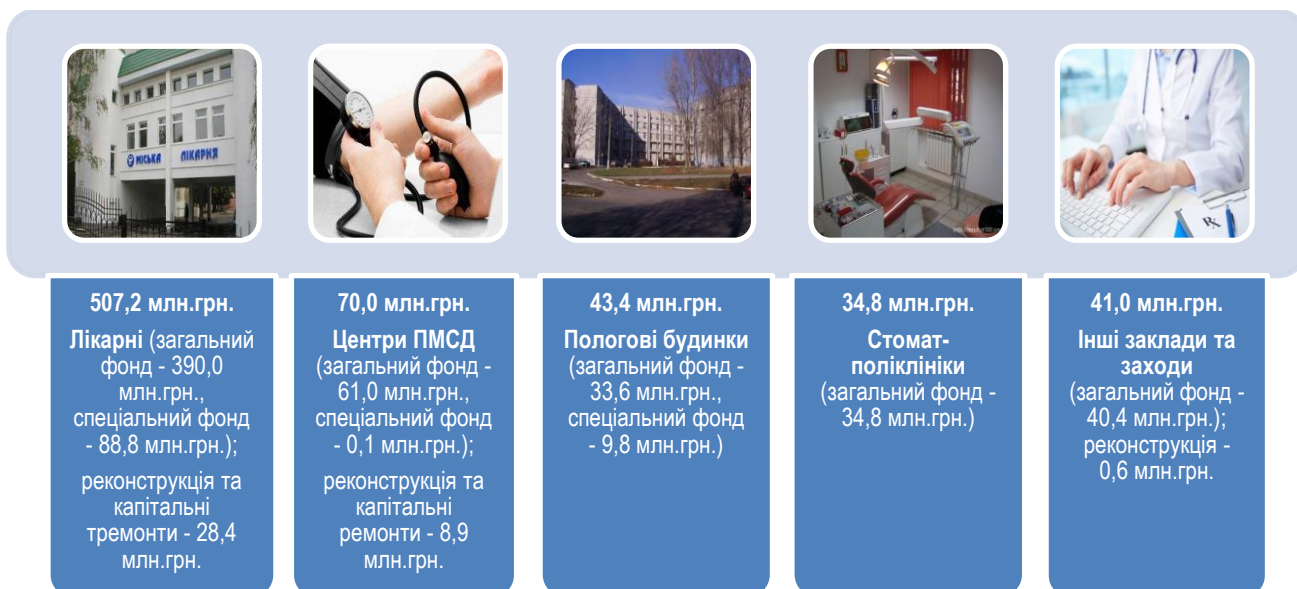 МІСЬКА ЛІКАРНЯ
507,2 млн.грн.
Лікарні (загальний
фонд - 390,0
млн.грн.,
спеціальний фонд
- 88,8 млн.грн.);
реконструкція та
капітальні
тремонти - 28,4
млн.грн.
70,0 млн.грн.
Центри ПМСД
(загальний фонд -
61,0 млн.грн.,
спеціальний фонд
- 0,1 млн.грн.);
реконструкція та
капітальні
ремонти - 8,9
млн.грн.
43,4 млн.грн.
Пологові будинки
(загальний фонд -
33,6 млн.грн.,
спеціальний фонд
- 9,8 млн.грн.)
34,8 млн.грн.
Стомат-
поліклініки
(загальний фонд -
34,8 млн.грн.)
41,0 млн.грн.
Інші заклади та
заходи
(загальний фонд -
40,4 млн.грн.);
реконструкція -
0,6 млн.грн.